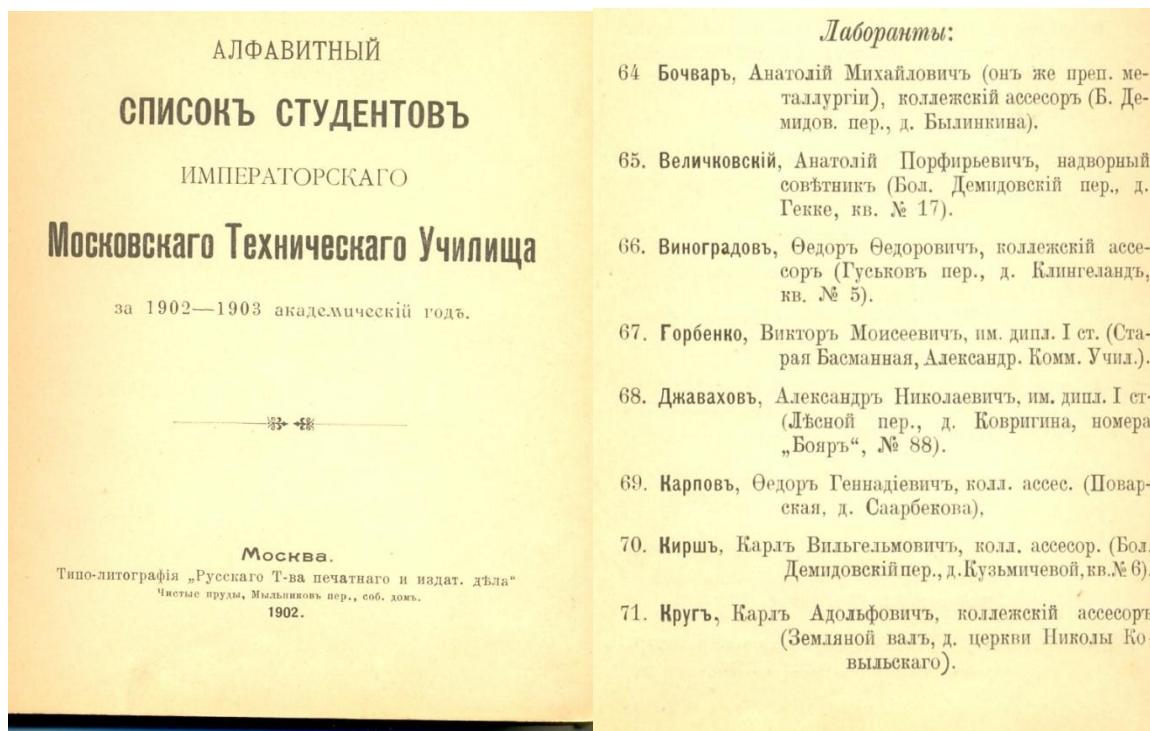 АЛФАВИТНЫЙ
СПИСОКЪ СТУДЕНТОВЪ
ИМПЕРАТОРСКАГО
Московскаго Техническаго Училища
за 1902—1903 академическій годъ.
Москва.
Типо-литографія „Русскаго Т-ва печатнаго и издат. дѣла“
Чистые пруды, Мыльниковъ пер., соб. домъ.
1902.
Лаборанты:
64 Бочваръ, Анатолій Михайловичъ (онъ же преп. ме-
таллургіи), коллежскій ассесоръ (Б. Де-
мидов. пер., д. Былинкина).
65. Величковскій, Анатолій Порфирьевичъ, надворный
совѣтникъ (Бол. Демидовскій пер., д.
Гекке, кв. № 17).
66. Виноградовъ, Ѳедоръ Ѳедоровичъ, коллежскій ассе-
соръ (Гуськовъ пер., д. Клингеландъ,
кв. № 5).
67. Горбенко, Викторъ Моисеевичъ, им. дипл. I ст. (Ста-
рая Басманная, Александр. Комм. Учил.).
68. Джаваховъ, Александръ Николаевичъ, им. дипл. I ст-
(Лѣсной пер., д. Ковригина, номера
„Бояръ“, № 88).
69. Карповъ, Ѳедоръ Геннадіевичъ, колл. ассес. (Повар-
ская, д. Саарбекова),
70. Киршъ, Карлъ Вильгельмовичъ, колл. ассесор. (Бол.
Демидовскій пер., д. Кузьмичевой, кв. № 6).
71. Кругъ, Карлъ Адольфовичъ, коллежскій ассесоръ
(Земляной валъ, д. церкви Николы Ко-
выльскаго).